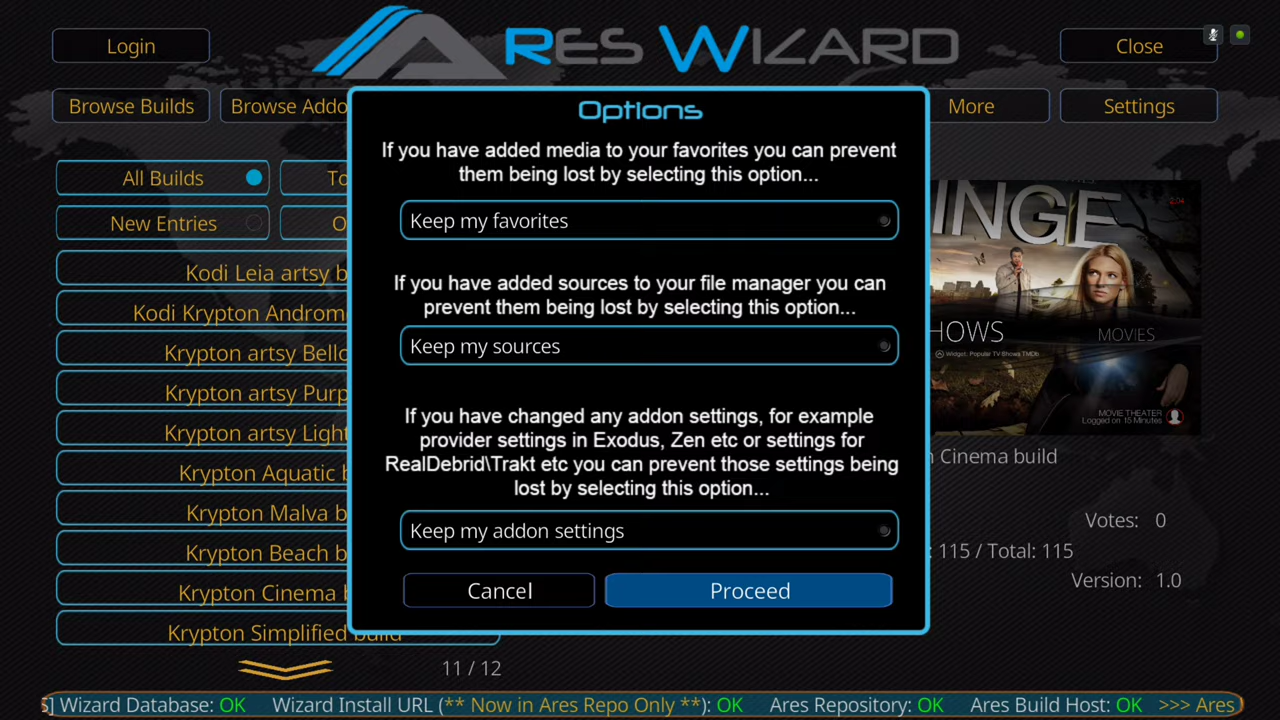 Login
ARES WIZARD
Close
Browse Builds
Browse Addo
More
Settings
All Builds
To
New Entries
O
Kodi Leia artsy b
Kodi Krypton Androm
Krypton artsy Bello
Krypton artsy Purp
Krypton artsy Light
Krypton Aquatic b
Krypton Malva b
Krypton Beach b
Krypton Cinema
Krypton Simplified build
11 / 12
Options
If you have added media to your favorites you can prevent
them being lost by selecting this option...
Keep my favorites
If you have added sources to your file manager you can
prevent them being lost by selecting this option...
Keep my sources
If you have changed any addon settings, for example
provider settings in Exodus, Zen etc or settings for
RealDebrid\Trakt etc you can prevent those settings being
lost by selecting this option...
Keep my addon settings
Cancel
Proceed
INGE
2:04
HOWS
MOVIES
Widget: Popular TV Shows TMDb
MOVIE THEATER
Logged on 15 Minutes
Cinema build
Votes: 0
: 115 / Total: 115
Version: 1.0
S] Wizard Database: OK Wizard Install URL (** Now in Ares Repo Only **): OK Ares Repository: OK Ares Build Host: OK >>> Ares